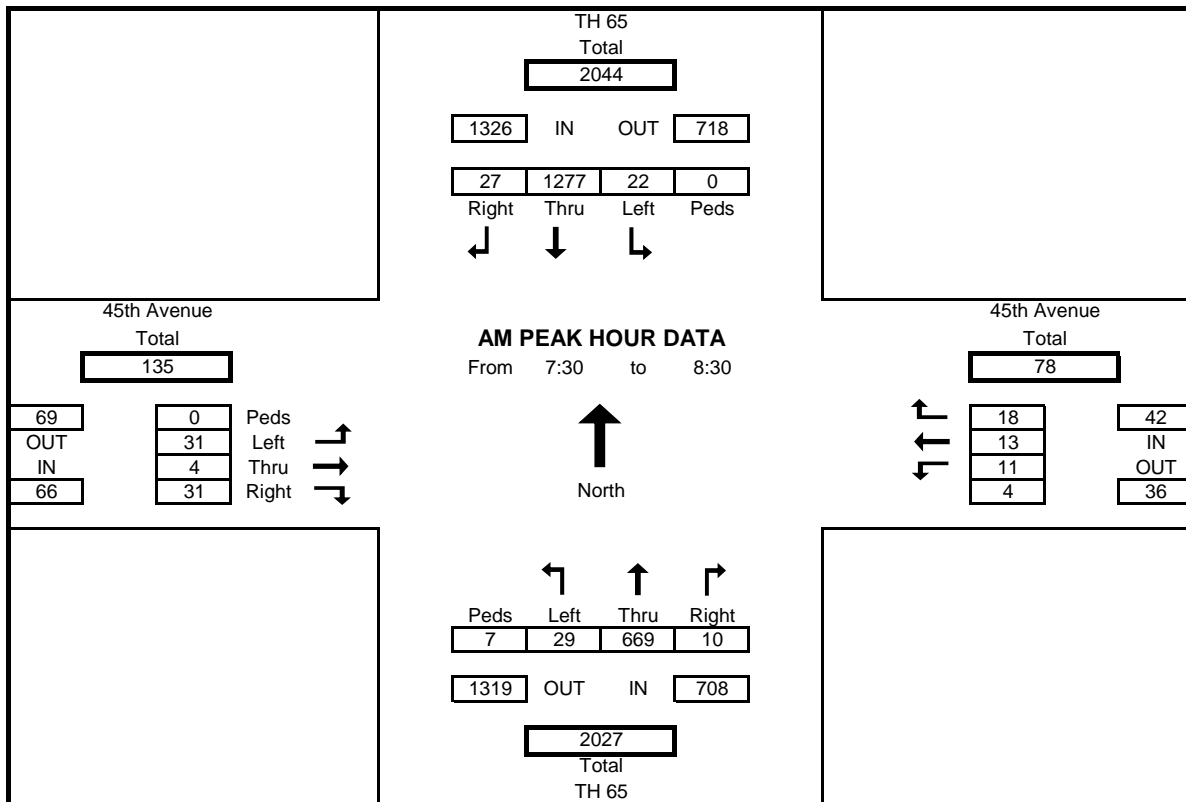 TH 65
Total
2044
1326 IN OUT 718
27 1277 22 0
Right Thru Left Peds
45th Avenue
Total
135
69 0 Peds
OUT 31 Left
IN 4 Thru
66 31 Right
AM PEAK HOUR DATA
From 7:30 to 8:30
North
45th Avenue
Total
78
18 42
13 IN
11 OUT
4 36
Peds Left Thru Right
7 29 669 10
1319 OUT IN 708
2027
Total
TH 65